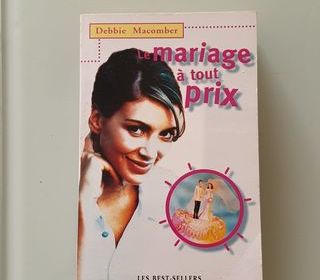 Debbie Macomber
Le mariage
à tout
prix
LES BEST-SELLERS